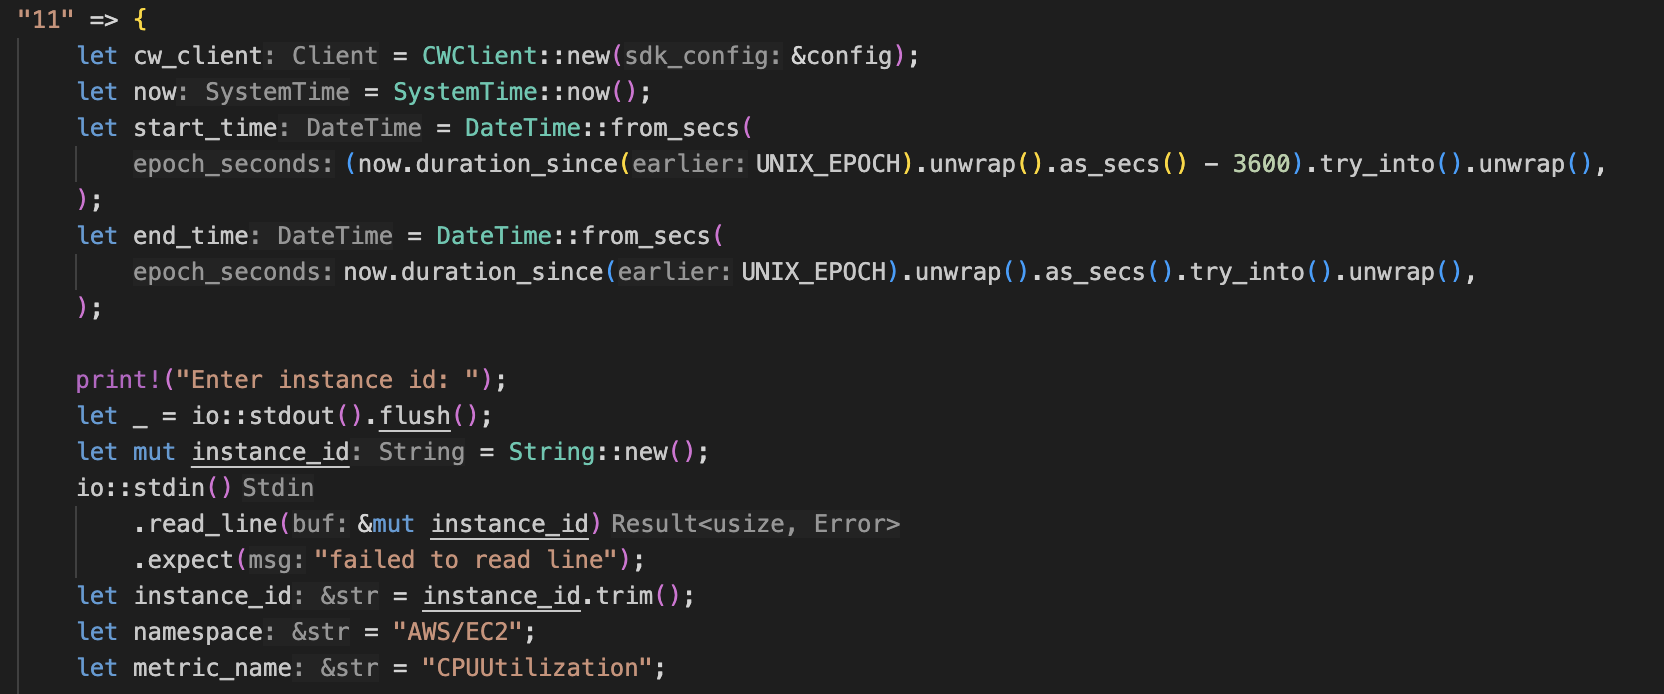 "11" => {
let cw_client: Client = CWClient::new(sdk_config: &config);
let now: SystemTime = SystemTime::now();
let start_time: DateTime = DateTime::from_secs(
epoch_seconds: (now.duration_since(earlier: UNIX_EPOCH).unwrap().as_secs() - 3600).try_into().unwrap(),
);
let end_time: DateTime = DateTime::from_secs(
epoch_seconds: now.duration_since(earlier: UNIX_EPOCH).unwrap().as_secs().try_into().unwrap(),
);
print!("Enter instance id: ");
let _ = io::stdout().flush();
let mut instance_id: String = String::new();
io::stdin() Stdin
.read_line(buf: &mut instance_id) Result<usize, Error>
.expect(msg: "failed to read line");
let instance_id: &str = instance_id.trim();
let namespace: &str = "AWS/EC2";
let metric_name: &str = "CPUUtilization";